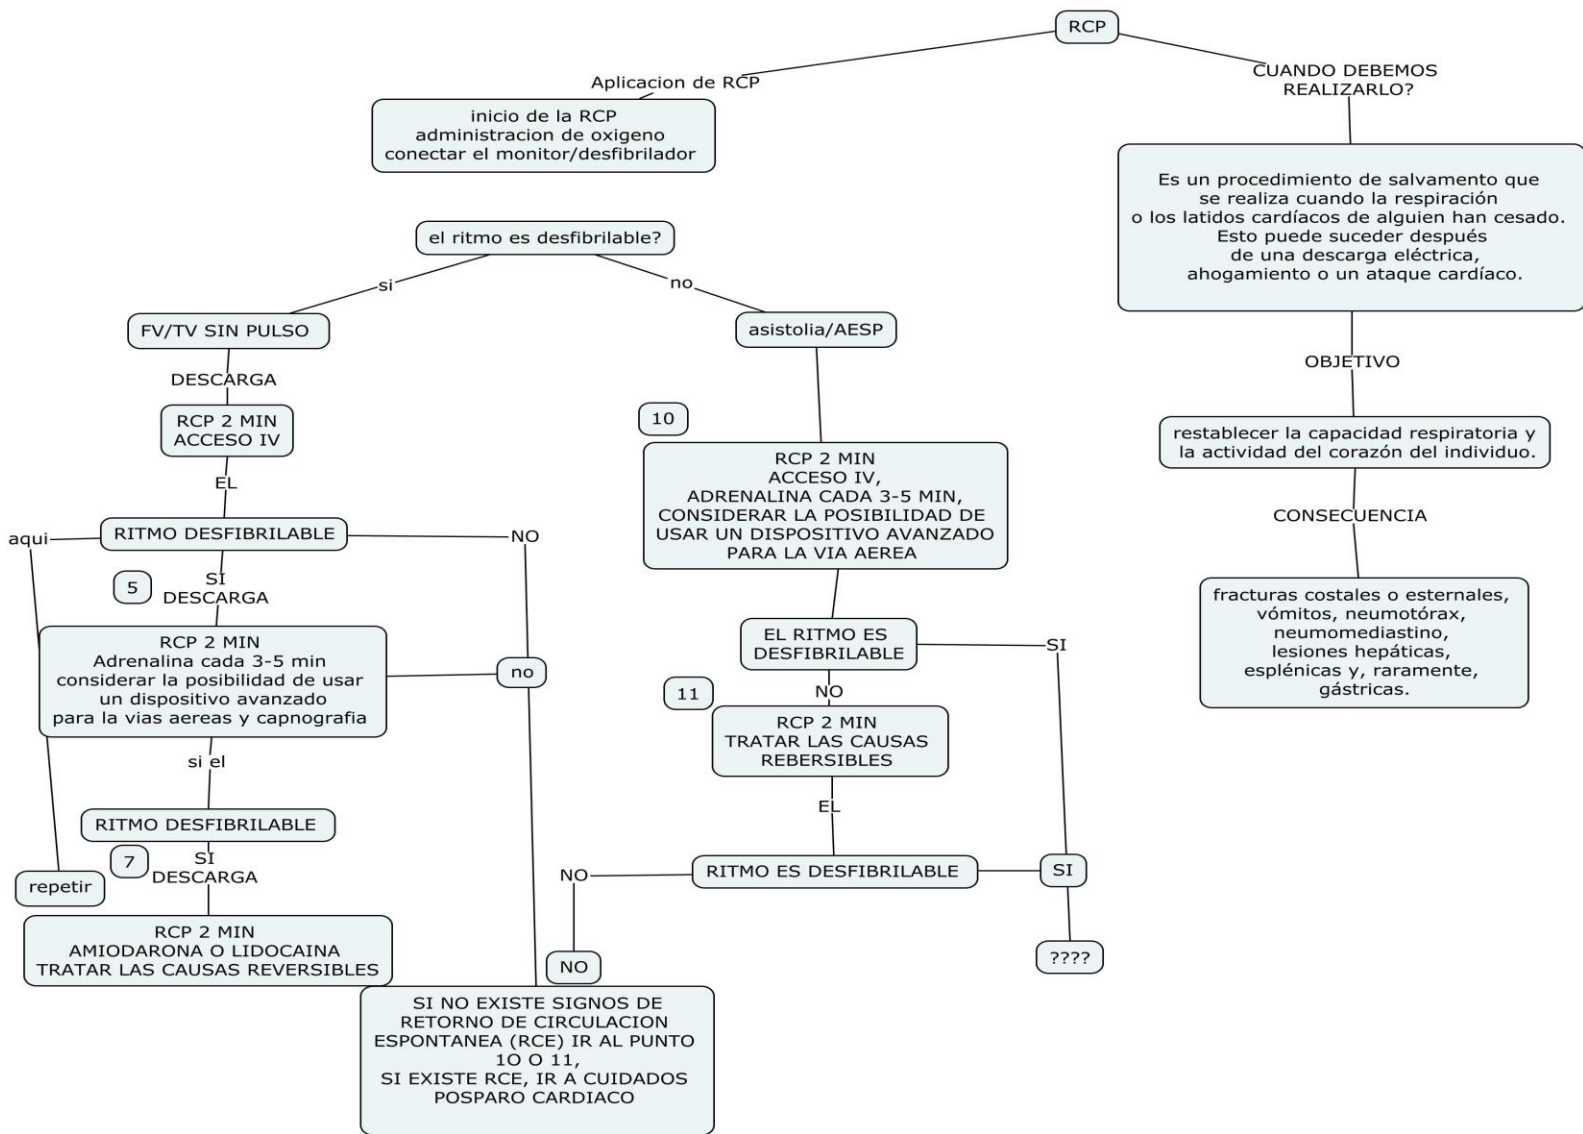 RCP
Aplicacion de RCP
CUANDO DEBEMOS
REALIZARLO?
inicio de la RCP
administracion de oxigeno
conectar el monitor/desfibrilador
Es un procedimiento de salvamento que
se realiza cuando la respiración
o los latidos cardíacos de alguien han cesado.
Esto puede suceder después
de una descarga eléctrica,
ahogamiento o un ataque cardíaco.
el ritmo es desfibrilable?
si
no
FV/TV SIN PULSO
asistolia/AESP
OBJETIVO
DESCARGA
RCP 2 MIN
ACCESO IV
10
restablecer la capacidad respiratoria y
la actividad del corazón del individuo.
RCP 2 MIN
ACCESO IV,
ADRENALINA CADA 3-5 MIN,
CONSIDERAR LA POSIBILIDAD DE
USAR UN DISPOSITIVO AVANZADO
PARA LA VIA AEREA
EL
CONSECUENCIA
aqui
RITMO DESFIBRILABLE
NO
5
SI
DESCARGA
fracturas costales o esternales,
vómitos, neumotórax,
neumomediastino,
lesiones hepáticas,
esplénicas y, raramente,
gástricas.
RCP 2 MIN
Adrenalina cada 3-5 min
considerar la posibilidad de usar
un dispositivo avanzado
para la vias aereas y capnografia
no
EL RITMO ES
DESFIBRILABLE
SI
11
NO
RCP 2 MIN
TRATAR LAS CAUSAS
REBERSIBLES
si el
EL
RITMO DESFIBRILABLE
7
SI
DESCARGA
repetir
NO
RITMO ES DESFIBRILABLE
SI
RCP 2 MIN
AMIODARONA O LIDOCAINA
TRATAR LAS CAUSAS REVERSIBLES
NO
????
SI NO EXISTE SIGNOS DE
RETORNO DE CIRCULACION
ESPONTANEA (RCE) IR AL PUNTO
1O O 11,
SI EXISTE RCE, IR A CUIDADOS
POSPARO CARDIACO